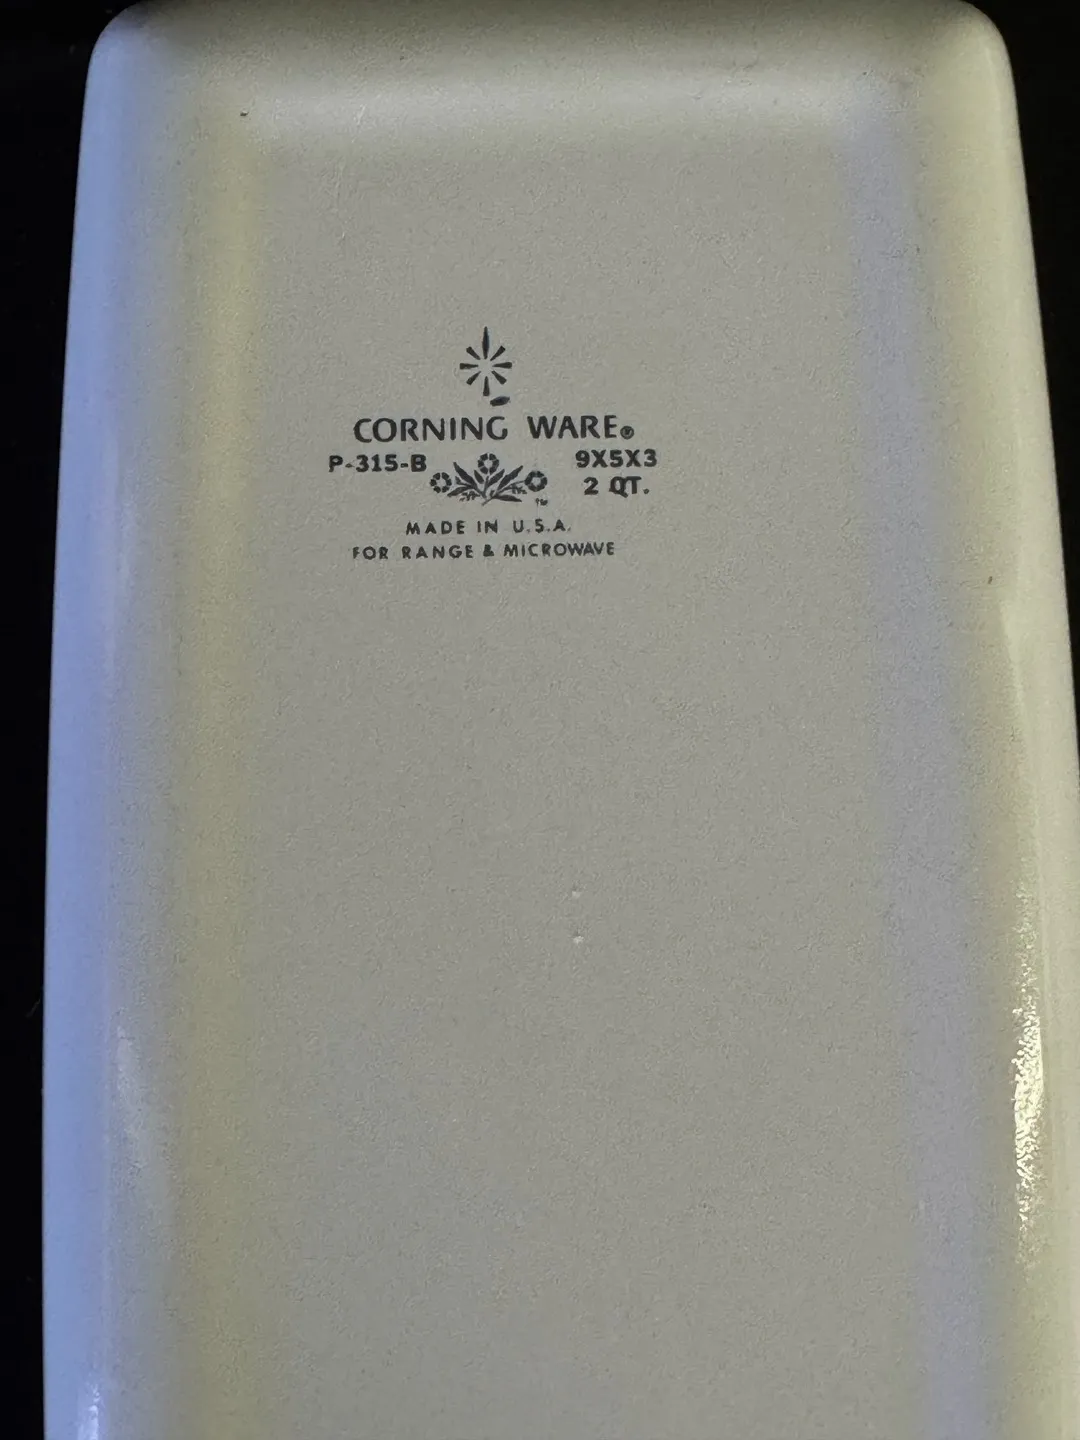 CORNING WARE®
P-315-B 9X5X3
2 QT.
™
MADE IN U.S.A.
FOR RANGE & MICROWAVE